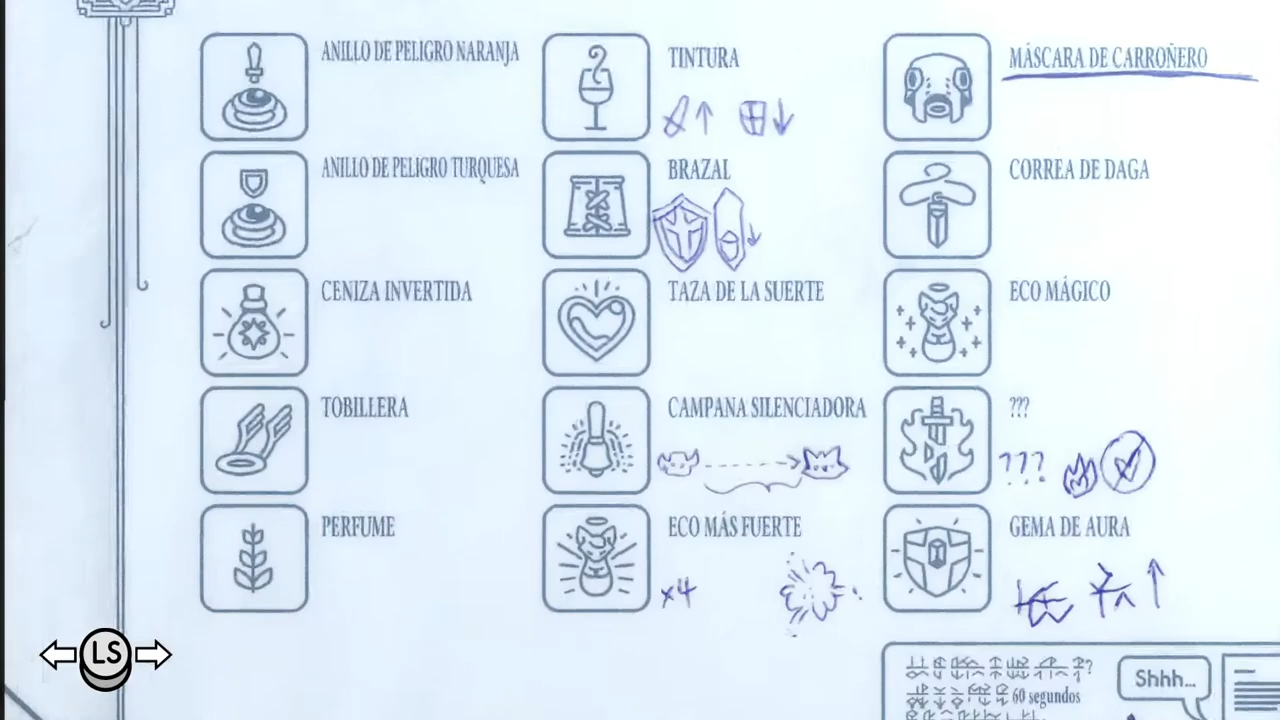 ANILLO DE PELIGRO NARANJA
TINTURA
MÁSCARA DE CARROÑERO
ANILLO DE PELIGRO TURQUESA
BRAZAL
CORREA DE DAGA
CENIZA INVERTIDA
TAZA DE LA SUERTE
ECO MÁGICO
TOBILLERA
CAMPANA SILENCIADORA
???
???
PERFUME
ECO MÁS FUERTE
GEMA DE AURA
x4
LS
?
60 segundos
Shhh...